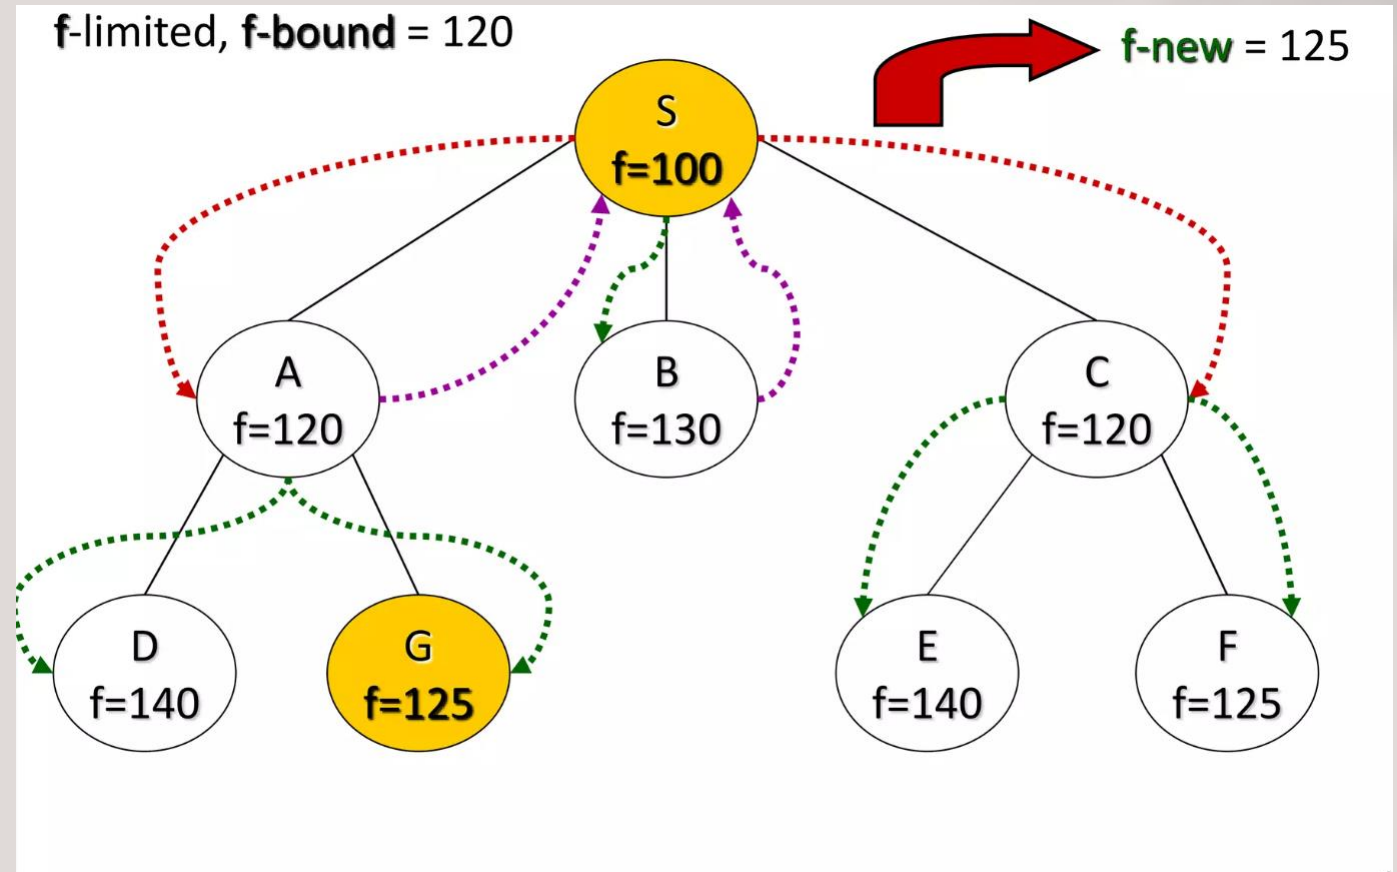 f-limited, f-bound = 120
f-new = 125
S
f=100
A
f=120
B
f=130
C
f=120
D
f=140
G
f=125
E
f=140
F
f=125